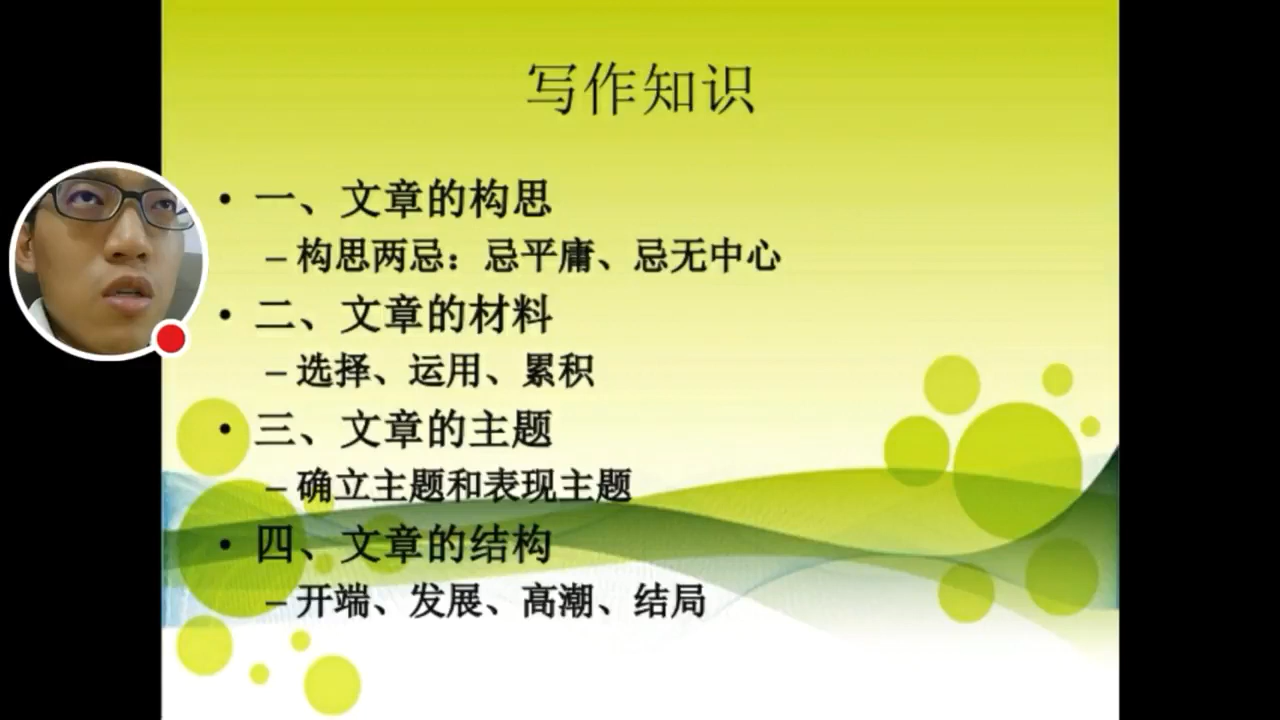 写作知识
• 一、文章的构思
– 构思两忌：忌平庸、忌无中心
• 二、文章的材料
– 选择、运用、累积
• 三、文章的主题
– 确立主题和表现主题
• 四、文章的结构
– 开端、发展、高潮、结局